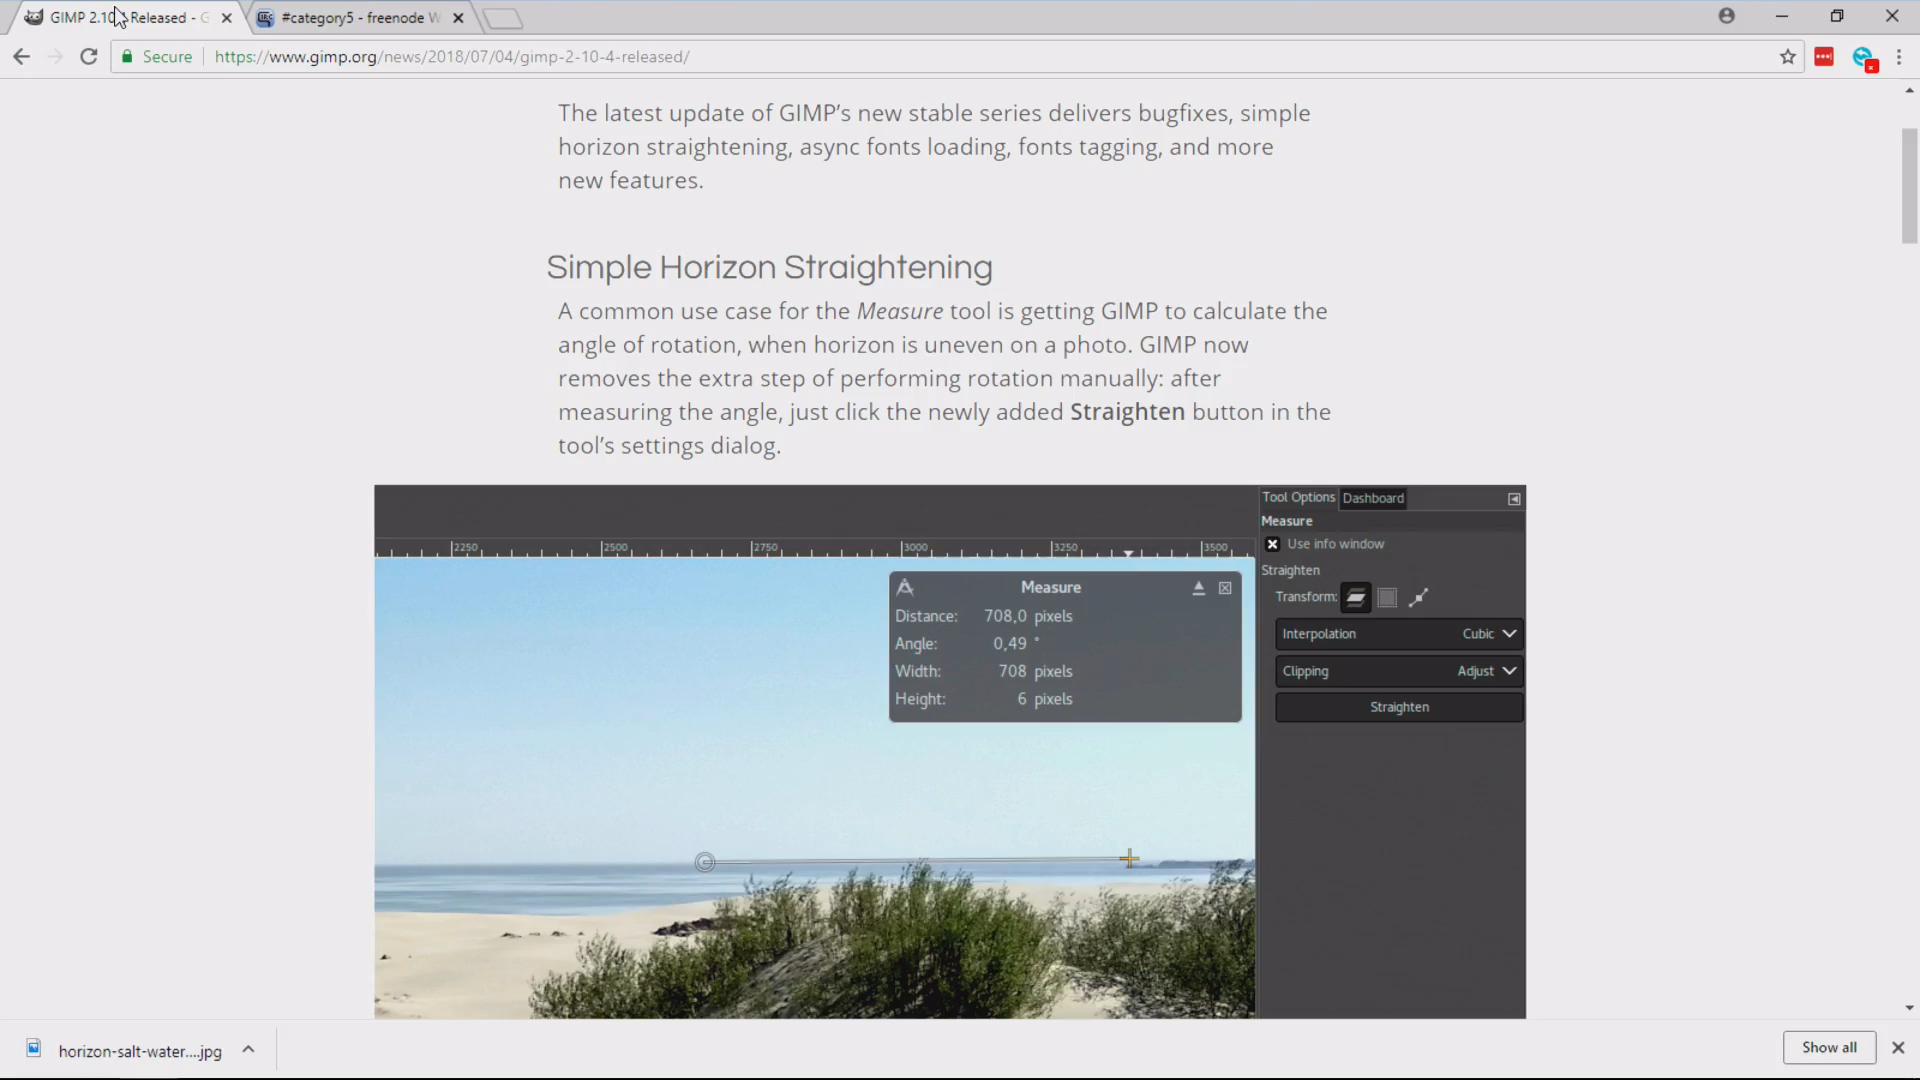 GIMP 2.10.4 Released - G
#category5 - freenode W
Secure https://www.gimp.org/news/2018/07/04/gimp-2-10-4-released/
The latest update of GIMP’s new stable series delivers bugfixes, simple
horizon straightening, async fonts loading, fonts tagging, and more
new features.
Simple Horizon Straightening
A common use case for the Measure tool is getting GIMP to calculate the
angle of rotation, when horizon is uneven on a photo. GIMP now
removes the extra step of performing rotation manually: after
measuring the angle, just click the newly added Straighten button in the
tool’s settings dialog.
2250 2500 2750 3000 3250 3500
Measure
Distance: 708,0 pixels
Angle: 0,49 °
Width: 708 pixels
Height: 6 pixels
Tool Options Dashboard
Measure
Use info window
Straighten
Transform:
Interpolation Cubic
Clipping Adjust
Straighten
horizon-salt-water....jpg
Show all